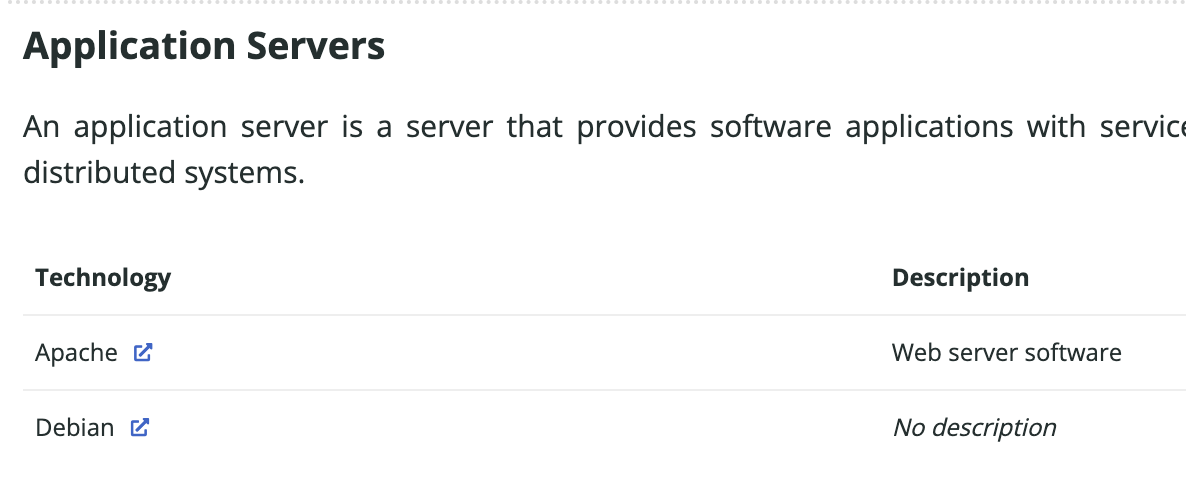 Application Servers
An application server is a server that provides software applications with service
distributed systems.
Technology Description
Apache Web server software
Debian No description